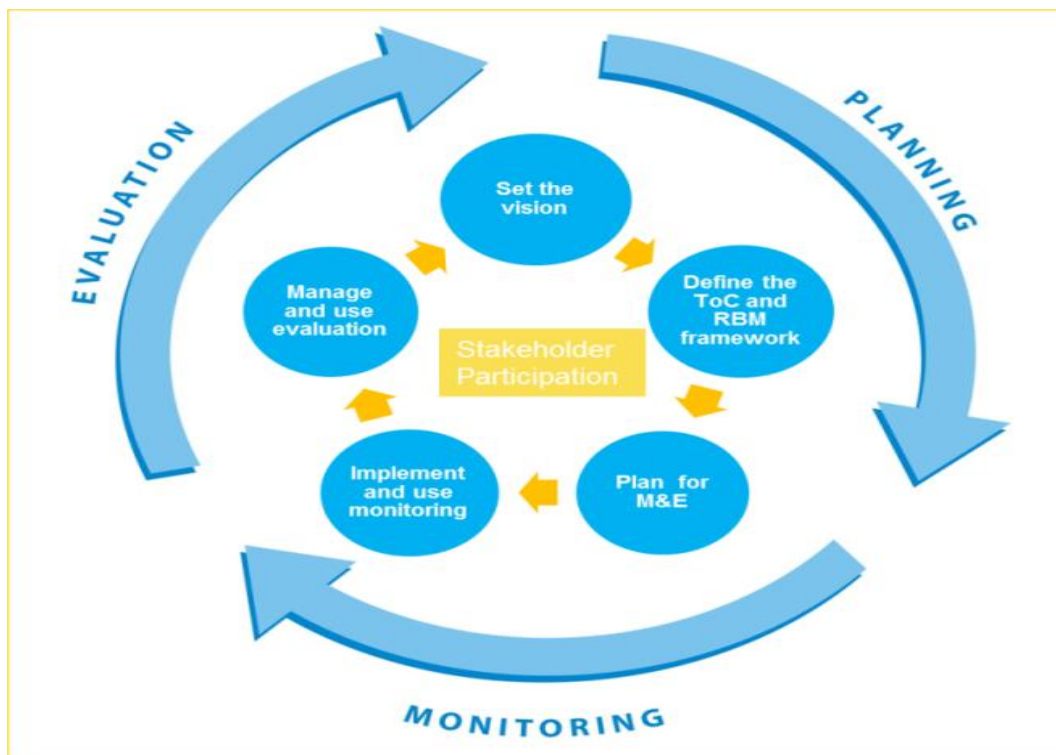 PLANNING
EVALUATION
Set the
vision
Manage
and use
evaluation
Define the
ToC and
RBM
framework
Stakeholder
Participation
Implement
and use
monitoring
Plan for
M&E
MONITORING